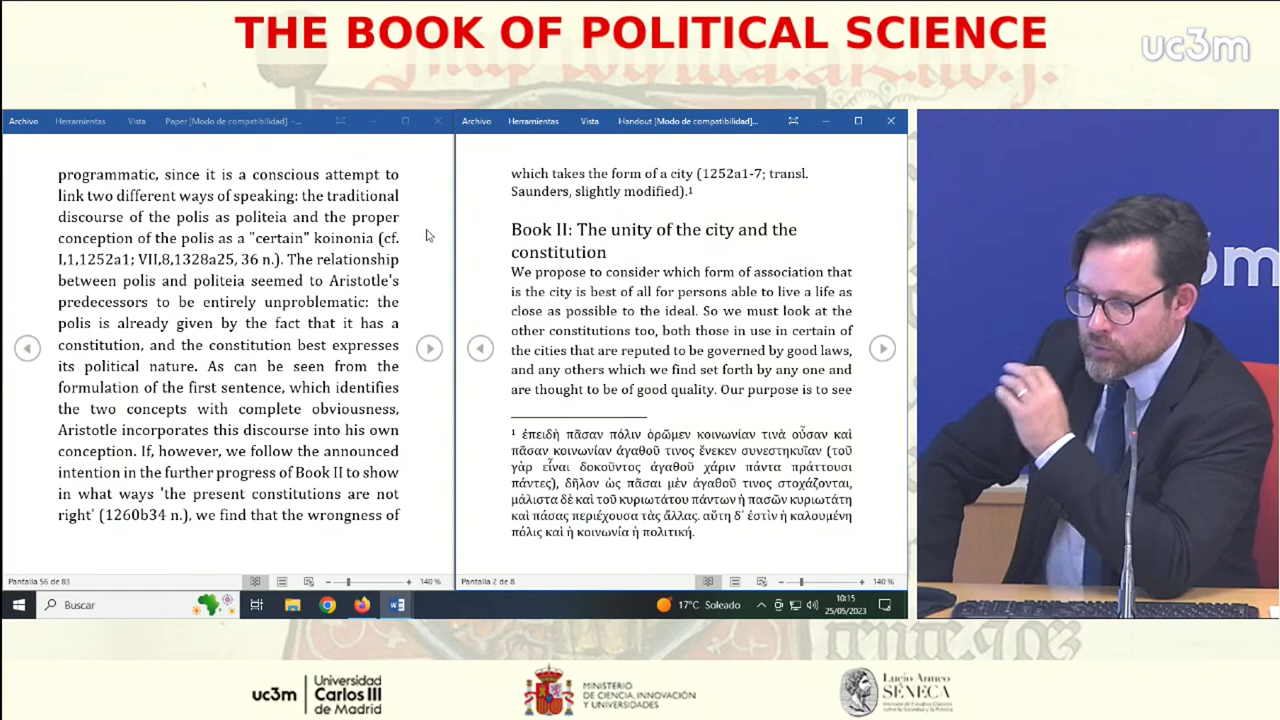 THE BOOK OF POLITICAL SCIENCE
uc3m
Archivo Herramientas Vista Paper [Modo de compatibilidad] -...
programmatic, since it is a conscious attempt to
link two different ways of speaking: the traditional
discourse of the polis as politeia and the proper
conception of the polis as a "certain" koinonia (cf.
I,1,1252a1; VII,8,1328a25, 36 n.). The relationship
between polis and politeia seemed to Aristotle's
predecessors to be entirely unproblematic: the
polis is already given by the fact that it has a
constitution, and the constitution best expresses
its political nature. As can be seen from the
formulation of the first sentence, which identifies
the two concepts with complete obviousness,
Aristotle incorporates this discourse into his own
conception. If, however, we follow the announced
intention in the further progress of Book II to show
in what ways 'the present constitutions are not
right' (1260b34 n.), we find that the wrongness of
Pantalla 56 de 83
140 %
Archivo Herramientas Vista Handout [Modo de compatibilidad]...
which takes the form of a city (1252a1-7; transl.
Saunders, slightly modified).¹
Book II: The unity of the city and the
constitution
We propose to consider which form of association that
is the city is best of all for persons able to live a life as
close as possible to the ideal. So we must look at the
other constitutions too, both those in use in certain of
the cities that are reputed to be governed by good laws,
and any others which we find set forth by any one and
are thought to be of good quality. Our purpose is to see
¹ ἐπειδὴ πᾶσαν πόλιν ὁρῶμεν κοινωνίαν τινὰ οὖσαν καὶ
πᾶσαν κοινωνίαν ἀγαθοῦ τινος ἕνεκεν συνεστηκυῖαν (τοῦ
γὰρ εἶναι δοκοῦντος ἀγαθοῦ χάριν πάντα πράττουσι
πάντες), δῆλον ὡς πᾶσαι μὲν ἀγαθοῦ τινος στοχάζονται,
μάλιστα δὲ καὶ τοῦ κυριωτάτου πάντων ἡ πασῶν κυριωτάτη
καὶ πάσας περιέχουσα τὰς ἄλλας. αὕτη δ' ἐστὶν ἡ καλουμένη
πόλις καὶ ἡ κοινωνία ἡ πολιτική.
Pantalla 2 de 8
140 %
3m
Buscar
17°C Soleado
10:15
25/05/2023
uc3m
Universidad
Carlos III
de Madrid
MINISTERIO
DE CIENCIA, INNOVACIÓN
Y UNIVERSIDADES
Lucio Anneo
SÉNECA